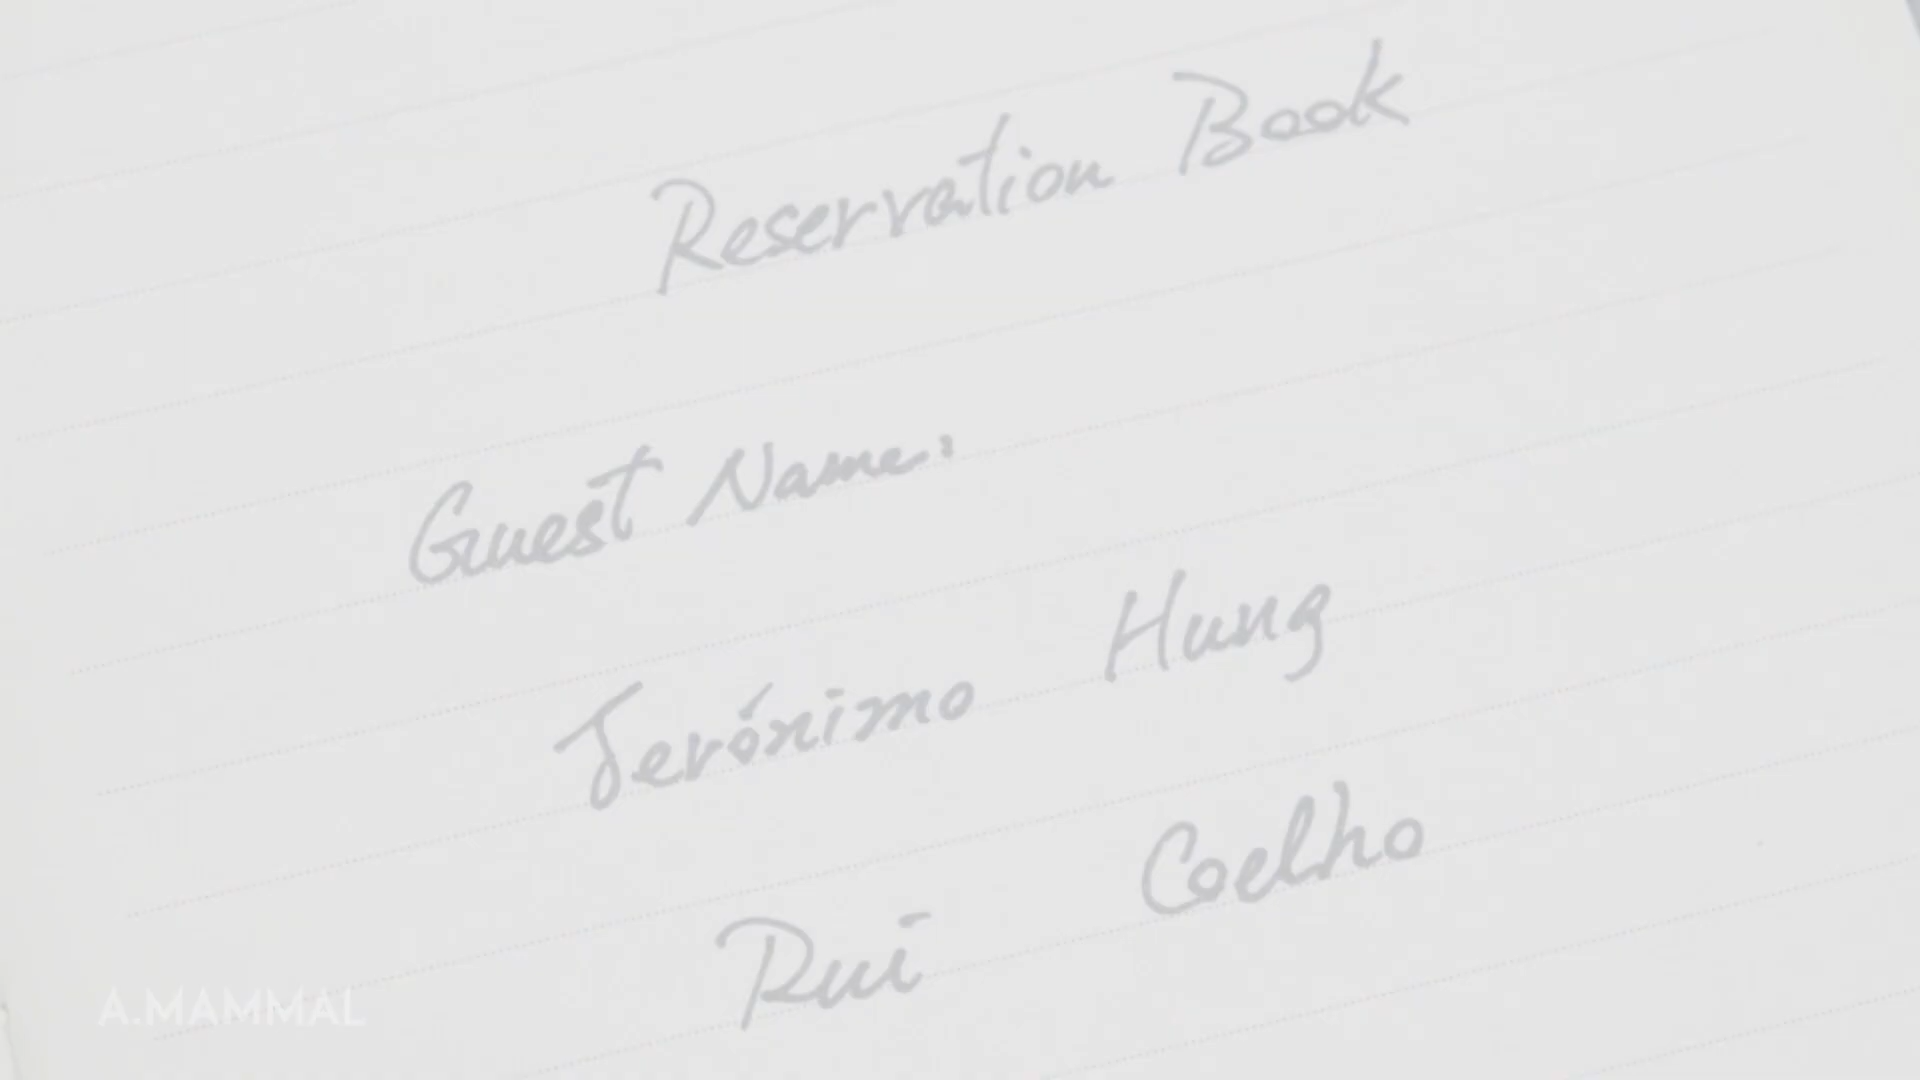 Reservation Book
Guest Name:
Jerónimo Hung
Rui Coelho
A.MAMMAL